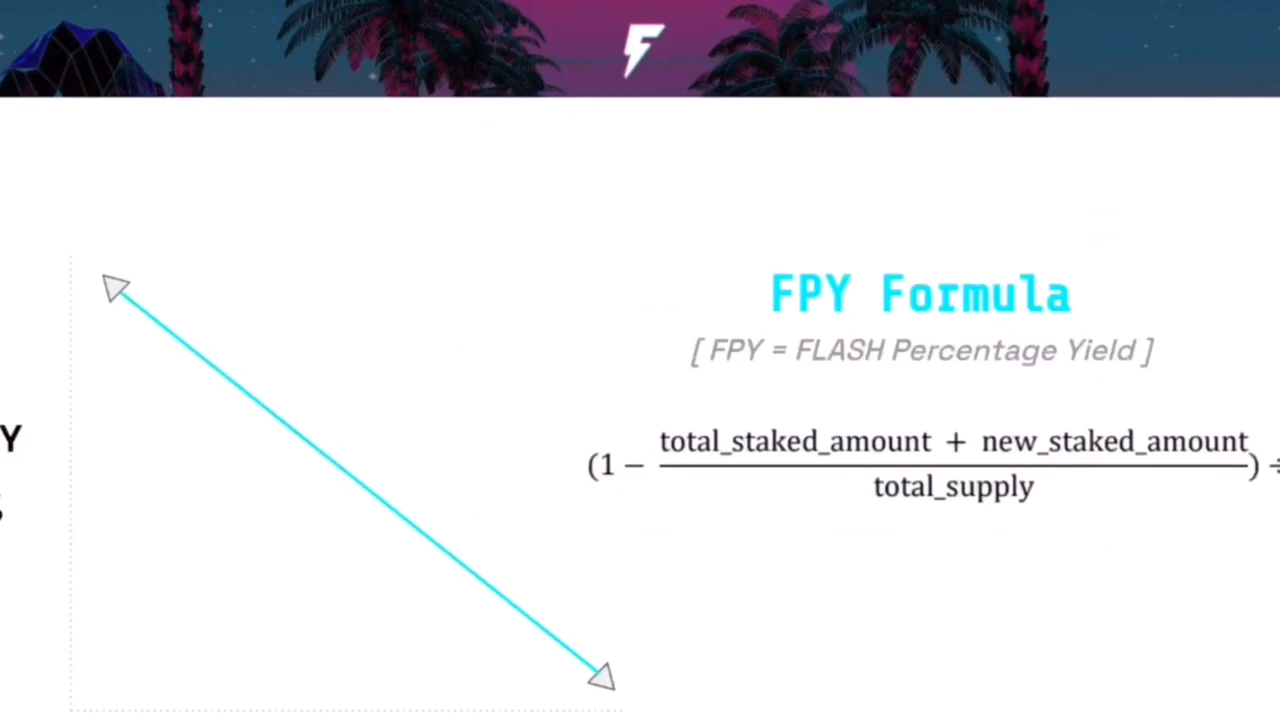 FPY Formula
[ FPY = FLASH Percentage Yield ]
Y
(1 − total_staked_amount + new_staked_amount) ÷
total_supply